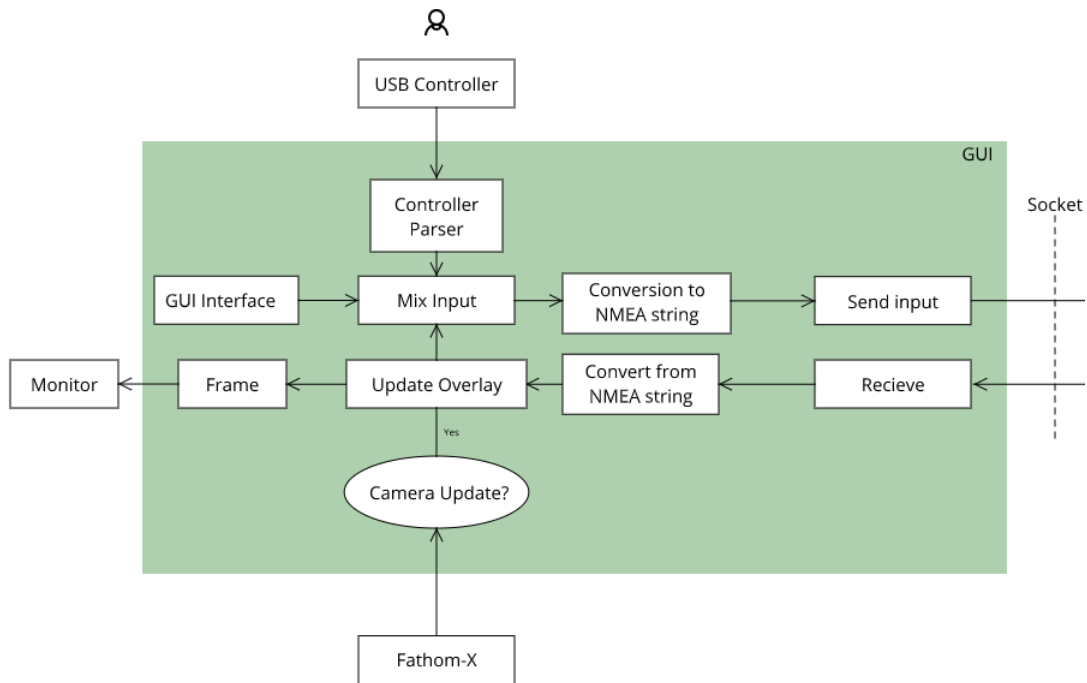 USB Controller
GUI
Controller
Parser
Socket
GUI Interface
Mix Input
Conversion to
NMEA string
Send input
Monitor
Frame
Update Overlay
Convert from
NMEA string
Recieve
Yes
Camera Update?
Fathom-X